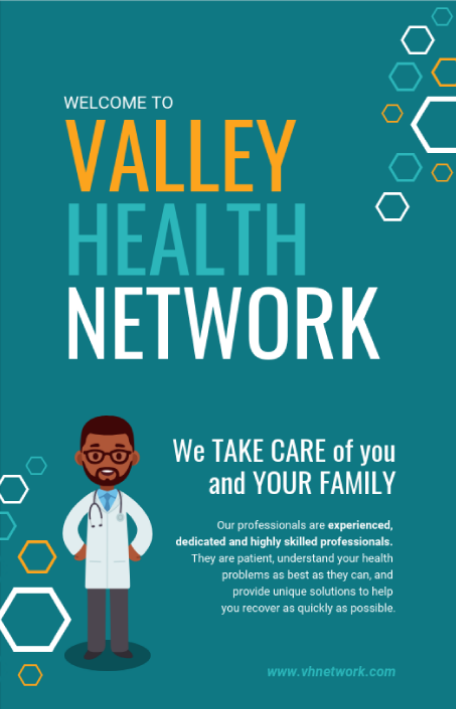 WELCOME TO
VALLEY
HEALTH
NETWORK
We TAKE CARE of you
and YOUR FAMILY
Our professionals are experienced,
dedicated and highly skilled professionals.
They are patient, understand your health
problems as best as they can, and
provide unique solutions to help
you recover as quickly as possible.
www.vhnetwork.com